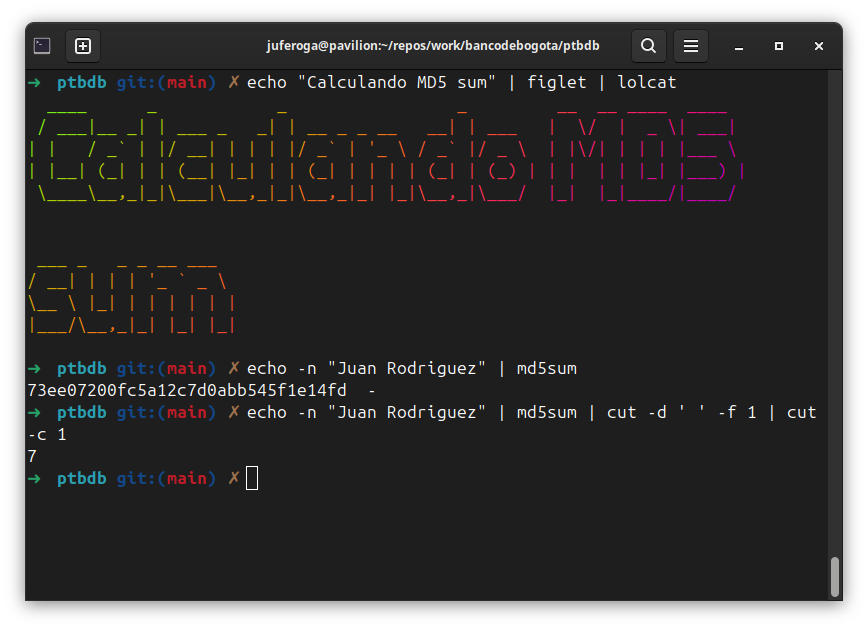 juferoga@pavilion:~/repos/work/bancodebogota/ptbdb
→ ptbdb git:(main) ✗ echo "Calculando MD5 sum" | figlet | lolcat
Calculando MD5
sum
→ ptbdb git:(main) ✗ echo -n "Juan Rodriguez" | md5sum
73ee07200fc5a12c7d0abb545f1e14fd  -
→ ptbdb git:(main) ✗ echo -n "Juan Rodriguez" | md5sum | cut -d ' ' -f 1 | cut
-c 1
7
→ ptbdb git:(main) ✗